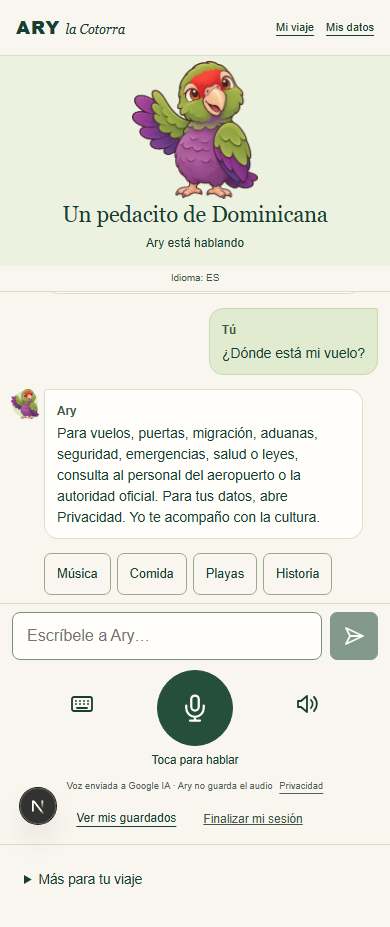 ARY la Cotorra
Mi viaje
Mis datos
Un pedacito de Dominicana
Ary está hablando
Idioma: ES
Tú
¿Dónde está mi vuelo?
Ary
Para vuelos, puertas, migración, aduanas,
seguridad, emergencias, salud o leyes,
consulta al personal del aeropuerto o la
autoridad oficial. Para tus datos, abre
Privacidad. Yo te acompaño con la cultura.
Música
Comida
Playas
Historia
Escríbele a Ary...
Toca para hablar
Voz enviada a Google IA · Ary no guarda el audio Privacidad
N
Ver mis guardados
Finalizar mi sesión
Más para tu viaje